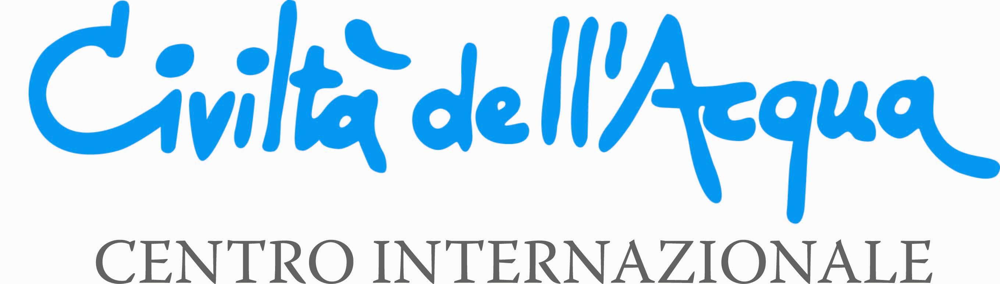 Civiltà dell'Acqua
CENTRO INTERNAZIONALE